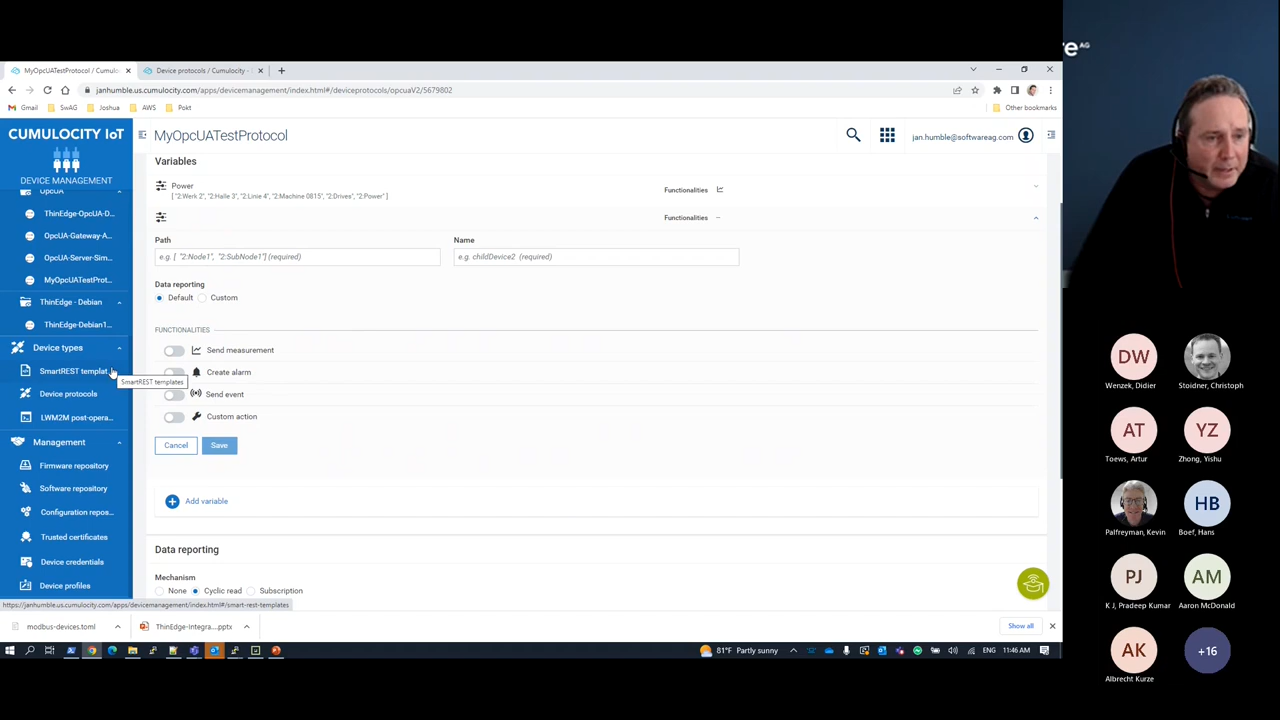 re AG
MyOpcUATestProtocol / Cumuloc
Device protocols / Cumulocity -
janhumble.us.cumulocity.com/apps/devicemanagement/index.html#/deviceprotocols/opcuaV2/5679802
Gmail
SwAG
Joshua
AWS
Pokt
Other bookmarks
CUMULOCITY IoT
DEVICE MANAGEMENT
MyOpcUATestProtocol
jan.humble@softwareag.com
OpcUA
ThinEdge-OpcUA-D...
OpcUA-Gateway-A...
OpcUA-Server-Sim...
MyOpcUATestProt...
ThinEdge - Debian
ThinEdge-Debian1...
Device types
SmartREST templat...
SmartREST templates
Device protocols
LWM2M post-opera...
Management
Firmware repository
Software repository
Configuration repos...
Trusted certificates
Device credentials
Device profiles
Variables
Power
[ "2:Werk 2", "2:Halle 3", "2:Linie 4", "2:Machine 0815", "2:Drives", "2:Power" ]
Functionalities
Functionalities --
Path
Name
e.g. [ "2:Node1", "2:SubNode1"] (required)
e.g. childDevice2 (required)
Data reporting
Default
Custom
FUNCTIONALITIES
Send measurement
Create alarm
Send event
Custom action
Cancel
Save
Add variable
Data reporting
Mechanism
None
Cyclic read
Subscription
https://janhumble.us.cumulocity.com/apps/devicemanagement/index.html#/smart-rest-templates
modbus-devices.toml
ThinEdge-Integra....pptx
Show all
81°F Partly sunny
ENG
11:46 AM
DW
Wenzek, Didier
Stoidner, Christoph
AT
Toews, Artur
YZ
Zhong, Yishu
Palfreyman, Kevin
HB
Boef, Hans
PJ
K J, Pradeep Kumar
AM
Aaron McDonald
AK
Albrecht Kurze
+16